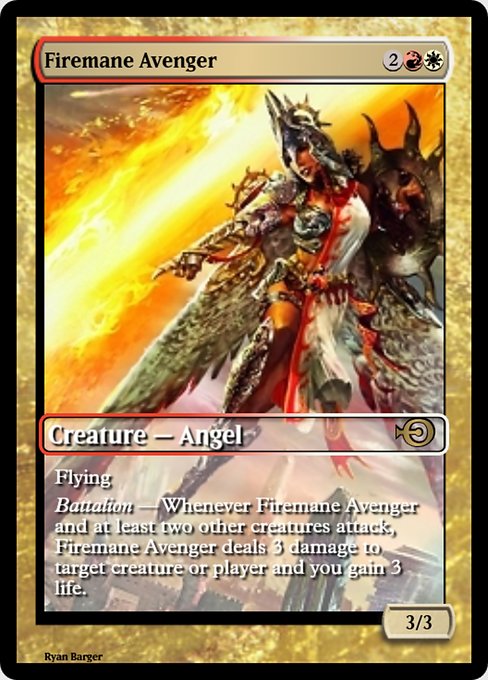 Firemane Avenger 2
Creature — Angel
Flying
Battalion — Whenever Firemane Avenger
and at least two other creatures attack,
Firemane Avenger deals 3 damage to
target creature or player and you gain 3
life.
3/3
Ryan Barger